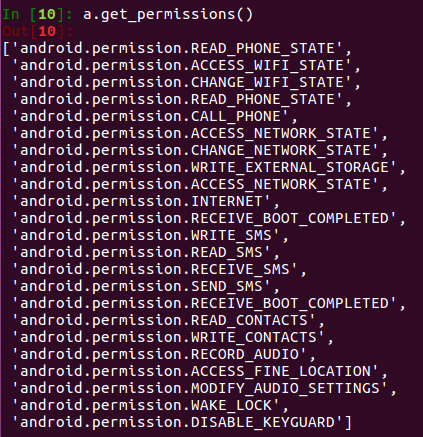 In [10]: a.get_permissions()
Out[10]:
['android.permission.READ_PHONE_STATE',
 'android.permission.ACCESS_WIFI_STATE',
 'android.permission.CHANGE_WIFI_STATE',
 'android.permission.READ_PHONE_STATE',
 'android.permission.CALL_PHONE',
 'android.permission.ACCESS_NETWORK_STATE',
 'android.permission.CHANGE_NETWORK_STATE',
 'android.permission.WRITE_EXTERNAL_STORAGE',
 'android.permission.ACCESS_NETWORK_STATE',
 'android.permission.INTERNET',
 'android.permission.RECEIVE_BOOT_COMPLETED',
 'android.permission.WRITE_SMS',
 'android.permission.READ_SMS',
 'android.permission.RECEIVE_SMS',
 'android.permission.SEND_SMS',
 'android.permission.RECEIVE_BOOT_COMPLETED',
 'android.permission.READ_CONTACTS',
 'android.permission.WRITE_CONTACTS',
 'android.permission.RECORD_AUDIO',
 'android.permission.ACCESS_FINE_LOCATION',
 'android.permission.MODIFY_AUDIO_SETTINGS',
 'android.permission.WAKE_LOCK',
 'android.permission.DISABLE_KEYGUARD']